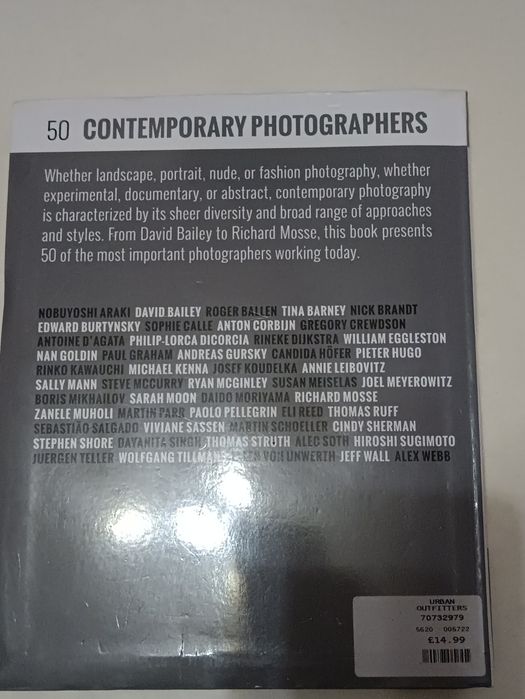 50 CONTEMPORARY PHOTOGRAPHERS
Whether landscape, portrait, nude, or fashion photography, whether
experimental, documentary, or abstract, contemporary photography
is characterized by its sheer diversity and broad range of approaches
and styles. From David Bailey to Richard Mosse, this book presents
50 of the most important photographers working today.
NOBUYOSHI ARAKI DAVID BAILEY ROGER BALLEN TINA BARNEY NICK BRANDT
EDWARD BURTYNSKY SOPHIE CALLE ANTON CORBIJN GREGORY CREWDSON
ANTOINE D'AGATA PHILIP-LORCA DICORCIA RINEKE DIJKSTRA WILLIAM EGGLESTON
NAN GOLDIN PAUL GRAHAM ANDREAS GURSKY CANDIDA HÖFER PIETER HUGO
RINKO KAWAUCHI MICHAEL KENNA JOSEF KOUDELKA ANNIE LEIBOVITZ
SALLY MANN STEVE MCCURRY RYAN MCGINLEY SUSAN MEISELAS JOEL MEYEROWITZ
BORIS MIKHAILOV SARAH MOON DAIDO MORIYAMA RICHARD MOSSE
ZANELE MUHOLI MARTIN PARR PAOLO PELLEGRIN ELI REED THOMAS RUFF
SEBASTIÃO SALGADO VIVIANE SASSEN MARTIN SCHOELLER CINDY SHERMAN
STEPHEN SHORE DAYANITA SINGH THOMAS STRUTH ALEC SOTH HIROSHI SUGIMOTO
JUERGEN TELLER WOLFGANG TILLMANS ELLEN VON UNWERTH JEFF WALL ALEX WEBB
URBAN
OUTFITTERS
70732979
5620 005722
£14.99